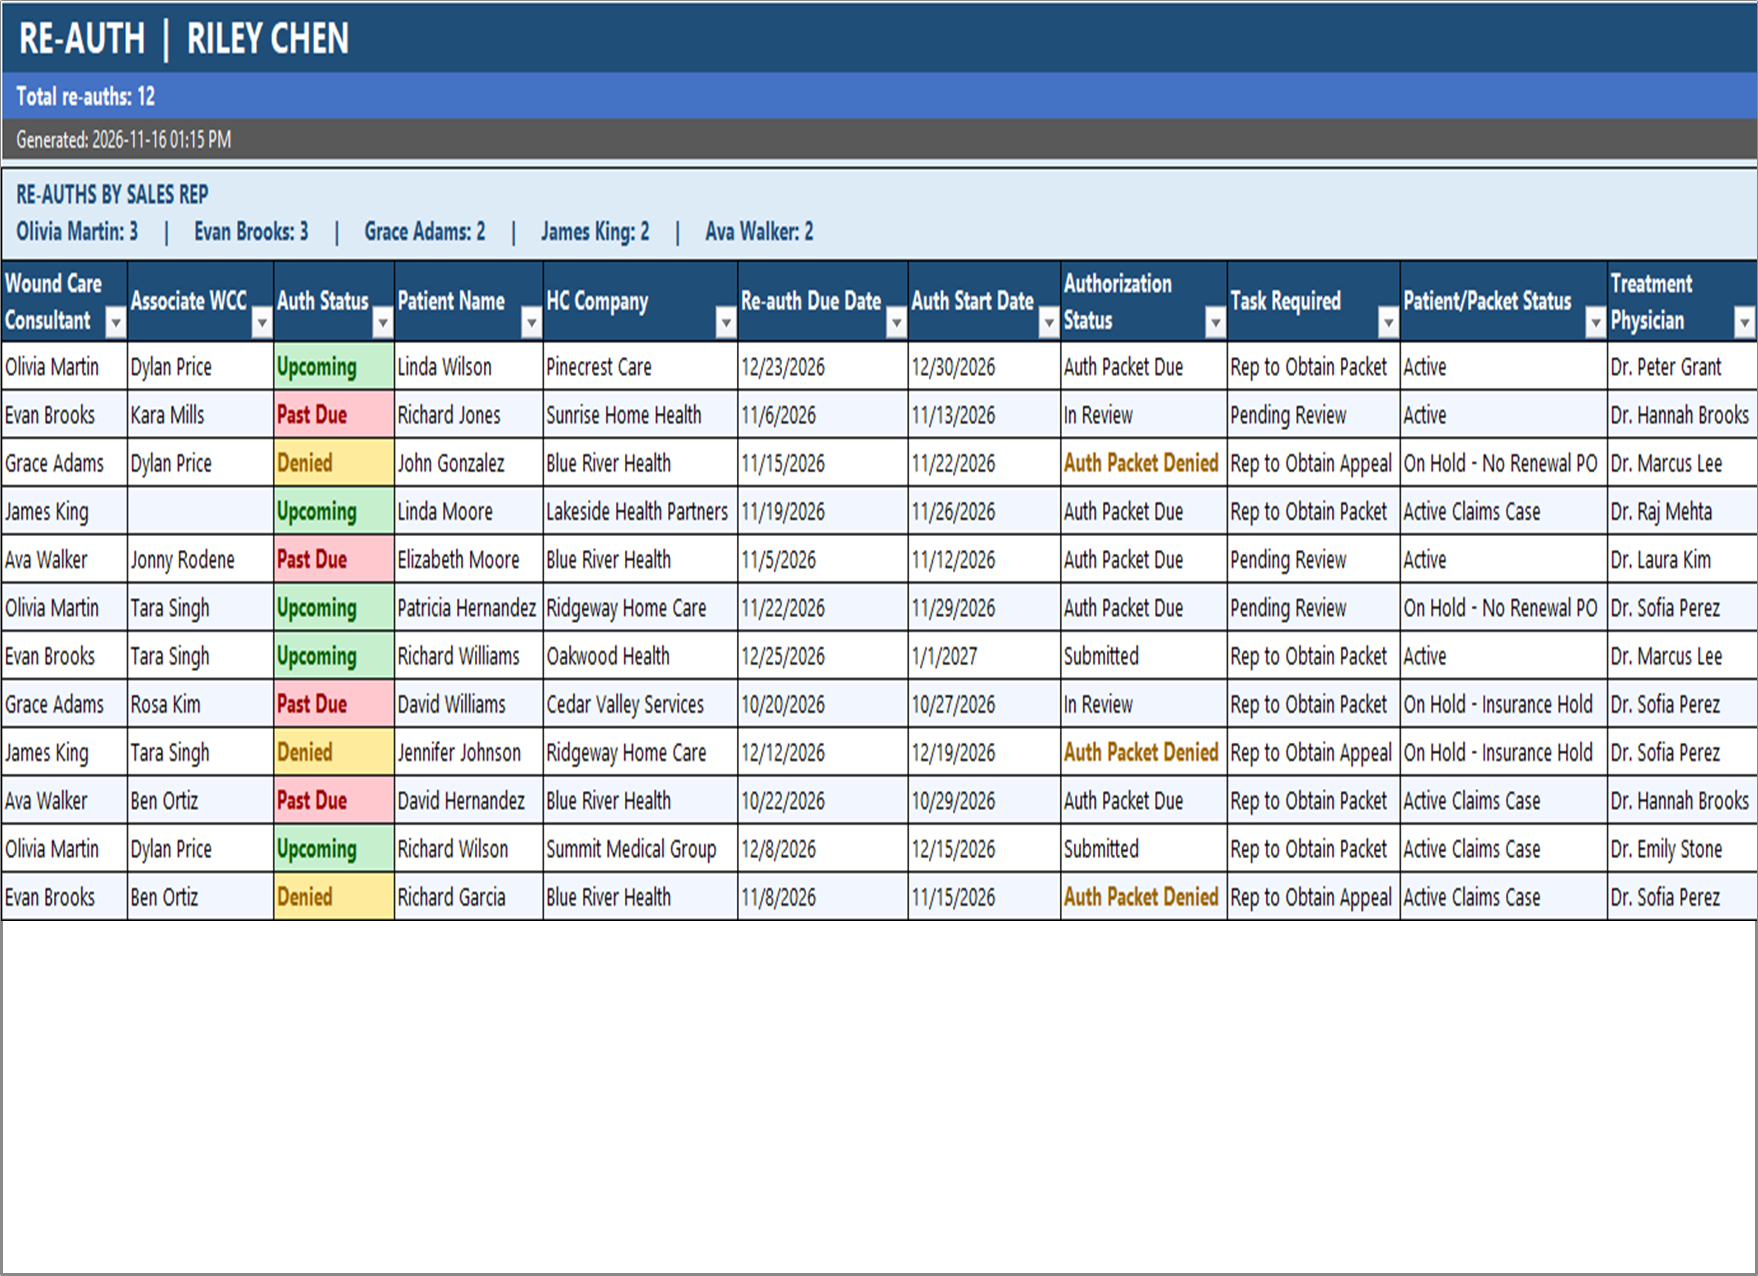 RE-AUTH | RILEY CHEN
Total re-auths: 12
Generated: 2026-11-16 01:15 PM
RE-AUTHS BY SALES REP
Olivia Martin: 3 | Evan Brooks: 3 | Grace Adams: 2 | James King: 2 | Ava Walker: 2
Wound Care Consultant Associate WCC Auth Status Patient Name HC Company Re-auth Due Date Auth Start Date Authorization Status Task Required Patient/Packet Status Treatment Physician
Olivia Martin Dylan Price Upcoming Linda Wilson Pinecrest Care 12/23/2026 12/30/2026 Auth Packet Due Rep to Obtain Packet Active Dr. Peter Grant
Evan Brooks Kara Mills Past Due Richard Jones Sunrise Home Health 11/6/2026 11/13/2026 In Review Pending Review Active Dr. Hannah Brooks
Grace Adams Dylan Price Denied John Gonzalez Blue River Health 11/15/2026 11/22/2026 Auth Packet Denied Rep to Obtain Appeal On Hold - No Renewal PO Dr. Marcus Lee
James King Upcoming Linda Moore Lakeside Health Partners 11/19/2026 11/26/2026 Auth Packet Due Rep to Obtain Packet Active Claims Case Dr. Raj Mehta
Ava Walker Jonny Rodene Past Due Elizabeth Moore Blue River Health 11/5/2026 11/12/2026 Auth Packet Due Pending Review Active Dr. Laura Kim
Olivia Martin Tara Singh Upcoming Patricia Hernandez Ridgeway Home Care 11/22/2026 11/29/2026 Auth Packet Due Pending Review On Hold - No Renewal PO Dr. Sofia Perez
Evan Brooks Tara Singh Upcoming Richard Williams Oakwood Health 12/25/2026 1/1/2027 Submitted Rep to Obtain Packet Active Dr. Marcus Lee
Grace Adams Rosa Kim Past Due David Williams Cedar Valley Services 10/20/2026 10/27/2026 In Review Rep to Obtain Packet On Hold - Insurance Hold Dr. Sofia Perez
James King Tara Singh Denied Jennifer Johnson Ridgeway Home Care 12/12/2026 12/19/2026 Auth Packet Denied Rep to Obtain Appeal On Hold - Insurance Hold Dr. Sofia Perez
Ava Walker Ben Ortiz Past Due David Hernandez Blue River Health 10/22/2026 10/29/2026 Auth Packet Due Rep to Obtain Packet Active Claims Case Dr. Hannah Brooks
Olivia Martin Dylan Price Upcoming Richard Wilson Summit Medical Group 12/8/2026 12/15/2026 Submitted Rep to Obtain Packet Active Claims Case Dr. Emily Stone
Evan Brooks Ben Ortiz Denied Richard Garcia Blue River Health 11/8/2026 11/15/2026 Auth Packet Denied Rep to Obtain Appeal Active Claims Case Dr. Sofia Perez